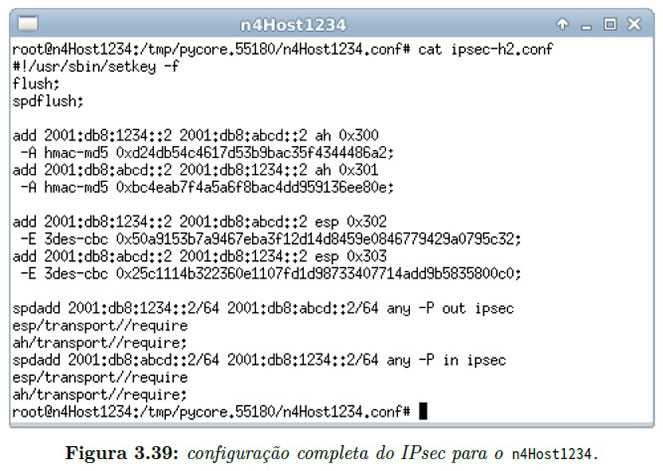 n4Host1234
root@n4Host1234:/tmp/pycore.55180/n4Host1234.conf# cat ipsec-h2.conf
#!/usr/sbin/setkey -f
flush;
spdflush;
add 2001:db8:1234::2 2001:db8:abcd::2 ah 0x300
-A hmac-md5 0xd24db54c4617d53b9bac35f4344486a2;
add 2001:db8:abcd::2 2001:db8:1234::2 ah 0x301
-A hmac-md5 0xbc4eab7f4a5a6f8bac4dd959136ee80e;
add 2001:db8:1234::2 2001:db8:abcd::2 esp 0x302
-E 3des-cbc 0x50a9153b7a9467eba3f12d14d8459e0846779429a0795c32;
add 2001:db8:abcd::2 2001:db8:1234::2 esp 0x303
-E 3des-cbc 0x25c1114b322360e1107fd1d98733407714add9b5835800c0;
spdadd 2001:db8:1234::2/64 2001:db8:abcd::2/64 any -P out ipsec
esp/transport//require
ah/transport//require;
spdadd 2001:db8:abcd::2/64 2001:db8:1234::2/64 any -P in ipsec
esp/transport//require
ah/transport//require;
root@n4Host1234:/tmp/pycore.55180/n4Host1234.conf#
Figura 3.39: configuração completa do IPsec para o n4Host1234.